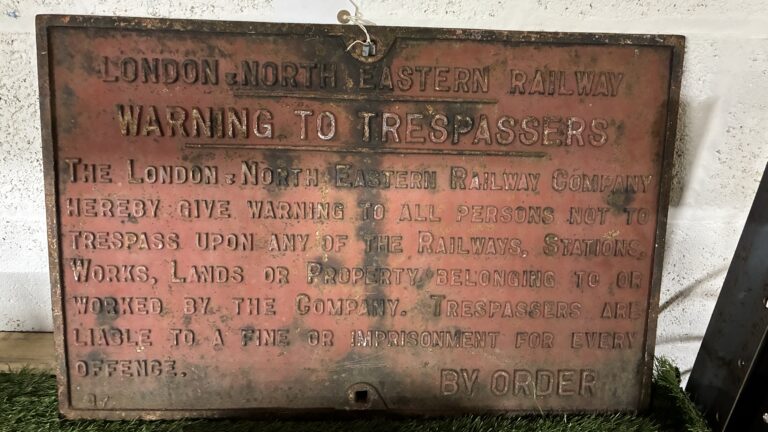 LONDON & NORTH EASTERN RAILWAY
WARNING TO TRESPASSERS
THE LONDON & NORTH EASTERN RAILWAY COMPANY
HEREBY GIVE WARNING TO ALL PERSONS NOT TO
TRESPASS UPON ANY OF THE RAILWAYS, STATIONS,
WORKS, LANDS OR PROPERTY BELONGING TO OR
WORKED BY THE COMPANY. TRESPASSERS ARE
LIABLE TO A FINE OR IMPRISONMENT FOR EVERY
OFFENCE.
BY ORDER